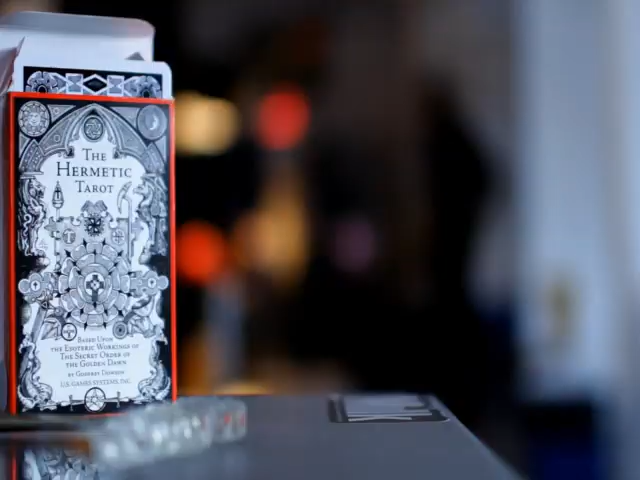 THE
HERMETIC
TAROT
BASED UPON
THE ESOTERIC WORKINGS OF
THE SECRET ORDER OF
THE GOLDEN DAWN
BY GODFREY DOWSON
U.S. GAMES SYSTEMS, INC.